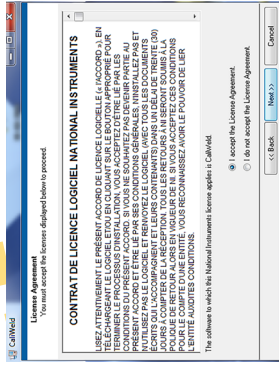 CaliWeld
License Agreement
You must accept the licenses displayed below to proceed.
CONTRAT DE LICENCE LOGICIEL NATIONAL INSTRUMENTS
LISEZ ATTENTIVEMENT LE PRÉSENT ACCORD DE LICENCE LOGICIELLE (« l'ACCORD »). EN
TÉLÉCHARGEANT LE LOGICIEL ET/OU EN CLIQUANT SUR LE BOUTON APPROPRIÉ POUR
TERMINER LE PROCESSUS D'INSTALLATION, VOUS ACCEPTEZ D'ÊTRE LIÉ PAR LES
CONDITIONS DU PRÉSENT ACCORD. SI VOUS NE SOUHAITEZ PAS DEVENIR PARTIE AU
PRÉSENT ACCORD ET ÊTRE LIÉ PAR SES CONDITIONS GÉNÉRALES, N'INSTALLEZ PAS ET
N'UTILISEZ PAS LE LOGICIEL ET RENVOYEZ LE LOGICIEL (AVEC TOUS LES DOCUMENTS
ÉCRITS QUI L'ACCOMPAGNENT ET LEURS CONTENANTS) DANS UN DÉLAI DE TRENTE (30)
JOURS À COMPTER DE LA RÉCEPTION. TOUS LES RETOURS À NI SERONT SOUMIS À LA
POLITIQUE DE RETOUR ALORS EN VIGUEUR DE NI. SI VOUS ACCEPTEZ CES CONDITIONS
POUR LE COMPTE D'UNE ENTITÉ, VOUS RECONNAISSEZ AVOIR LE POUVOIR DE LIER
L'ENTITÉ AUXDITES CONDITIONS.
The software to which the National Instruments license applies is CaliWeld.
I accept the License Agreement.
I do not accept the License Agreement.
<< Back
Next >>
Cancel